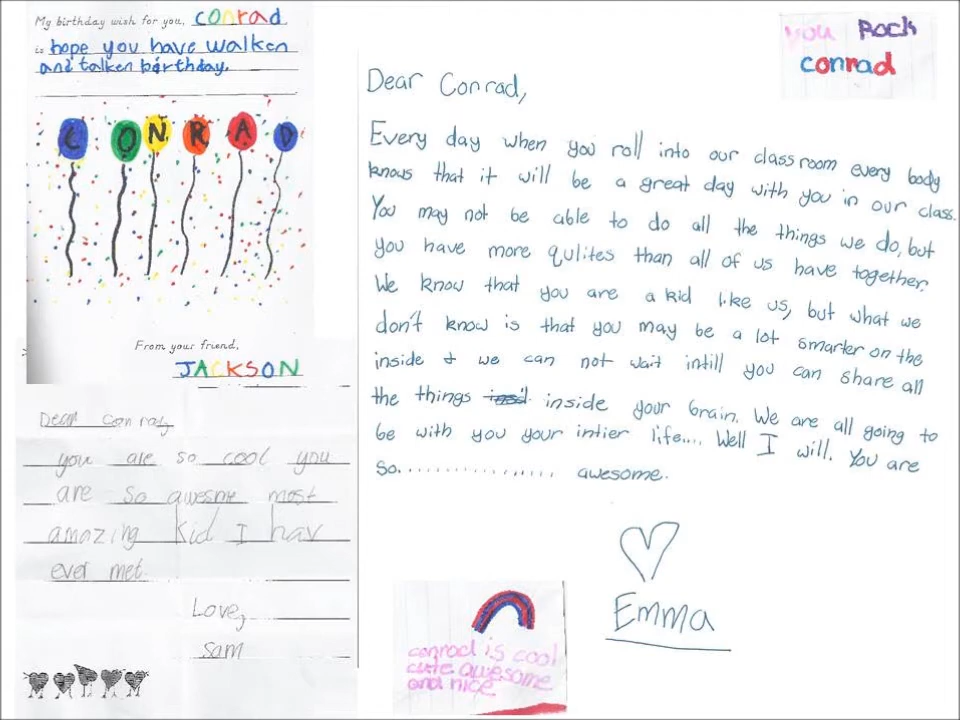 My birthday wish for you, conrad
is hope you have walken
and talken birthday.
C O N R A D
From your friend,
JACKSON
Dear Conrad,
you are so cool you
are so awesme most
amazing kid I hav
ever met.
Love,
sam
you Rock
conrad
Dear Conrad,
Every day when you roll into our classroom every body
knows that it will be a great day with you in our class.
You may not be able to do all the things we do, but
you have more qulites than all of us have together.
We know that you are a kid like us, but what we
don't know is that you may be a lot smarter on the
inside & we can not wait intill you can share all
the things inside your brain. We are all going to
be with you your intier life.... Well I will. You are
so................ awesome.
Emma
conrad is cool
cute awesome
and nice